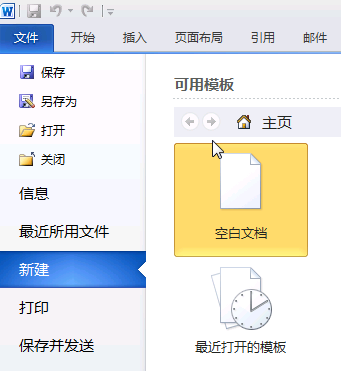 文件 开始 插入 页面布局 引用 邮件
保存
另存为
打开
关闭
信息
最近所用文件
新建
打印
保存并发送
可用模板
主页
空白文档
最近打开的模板